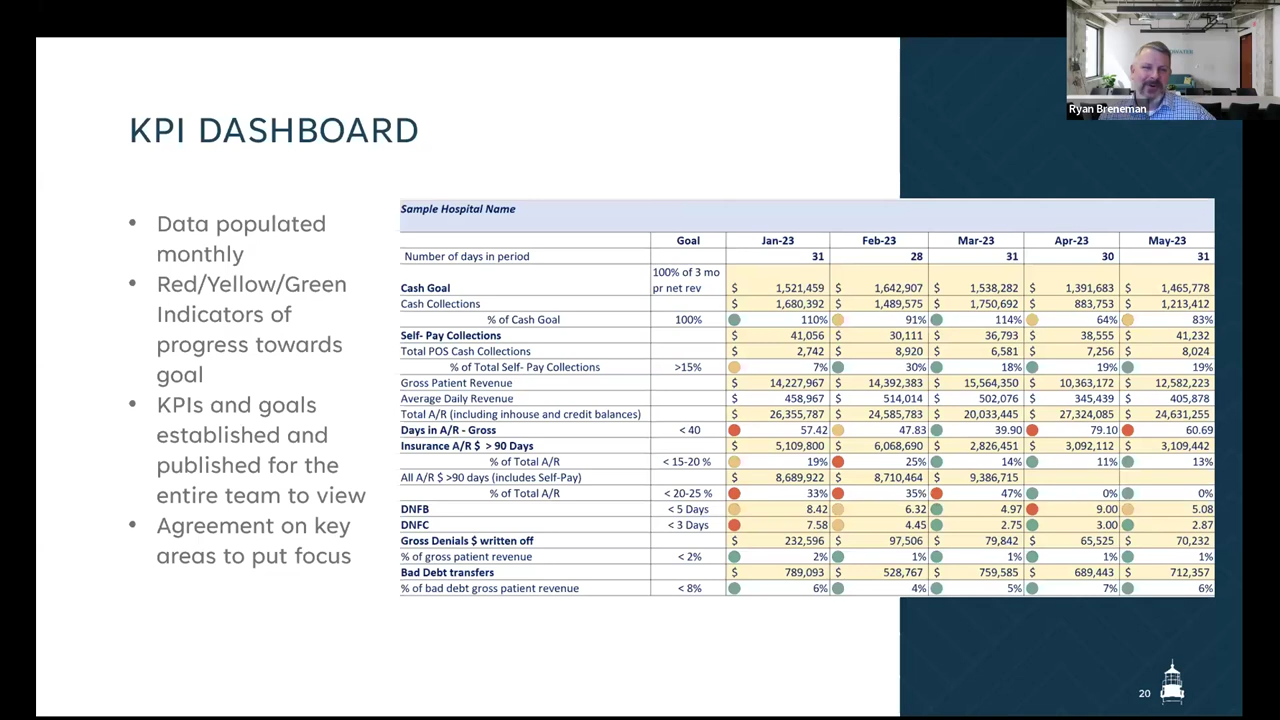 Ryan Breneman
KPI DASHBOARD
• Data populated
monthly
• Red/Yellow/Green
Indicators of
progress towards
goal
• KPIs and goals
established and
published for the
entire team to view
• Agreement on key
areas to put focus
Sample Hospital Name
Goal Jan-23 Feb-23 Mar-23 Apr-23 May-23
Number of days in period 31 28 31 30 31
100% of 3 mo
Cash Goal pr net rev $ 1,521,459 $ 1,642,907 $ 1,538,282 $ 1,391,683 $ 1,465,778
Cash Collections $ 1,680,392 $ 1,489,575 $ 1,750,692 $ 883,753 $ 1,213,412
% of Cash Goal 100% 110% 91% 114% 64% 83%
Self- Pay Collections $ 41,056 $ 30,111 $ 36,793 $ 38,555 $ 41,232
Total POS Cash Collections $ 2,742 $ 8,920 $ 6,581 $ 7,256 $ 8,024
% of Total Self- Pay Collections >15% 7% 30% 18% 19% 19%
Gross Patient Revenue $ 14,227,967 $ 14,392,383 $ 15,564,350 $ 10,363,172 $ 12,582,223
Average Daily Revenue $ 458,967 $ 514,014 $ 502,076 $ 345,439 $ 405,878
Total A/R (including inhouse and credit balances) $ 26,355,787 $ 24,585,783 $ 20,033,445 $ 27,324,085 $ 24,631,255
Days in A/R - Gross < 40 57.42 47.83 39.90 79.10 60.69
Insurance A/R $ > 90 Days $ 5,109,800 $ 6,068,690 $ 2,826,451 $ 3,092,112 $ 3,109,442
% of Total A/R < 15-20 % 19% 25% 14% 11% 13%
All A/R $ >90 days (includes Self-Pay) $ 8,689,922 $ 8,710,464 $ 9,386,715
% of Total A/R < 20-25 % 33% 35% 47% 0% 0%
DNFB < 5 Days 8.42 6.32 4.97 9.00 5.08
DNFC < 3 Days 7.58 4.45 2.75 3.00 2.87
Gross Denials $ written off $ 232,596 $ 97,506 $ 79,842 $ 65,525 $ 70,232
% of gross patient revenue < 2% 2% 1% 1% 1% 1%
Bad Debt transfers $ 789,093 $ 528,767 $ 759,585 $ 689,443 $ 712,357
% of bad debt gross patient revenue < 8% 6% 4% 5% 7% 6%
20